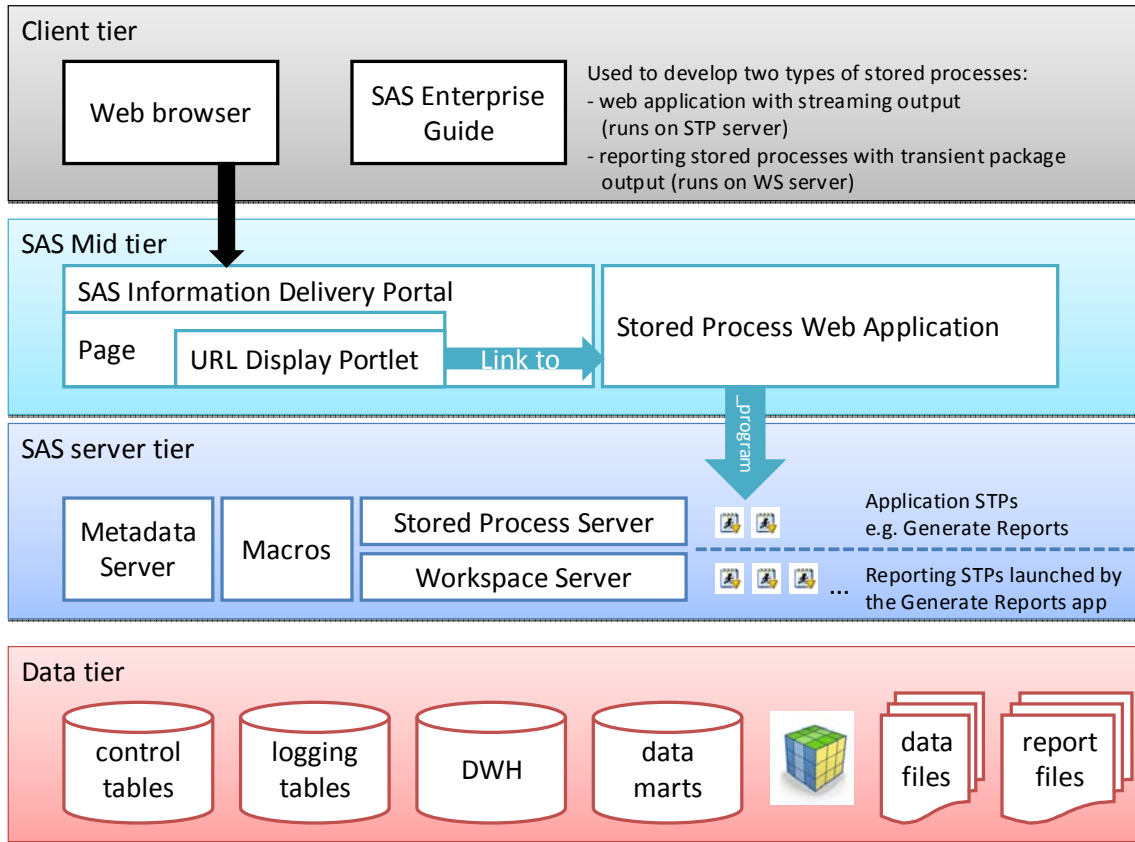 Client tier
Web browser
SAS Enterprise
Guide
Used to develop two types of stored processes:
- web application with streaming output
(runs on STP server)
- reporting stored processes with transient package
output (runs on WS server)
SAS Mid tier
SAS Information Delivery Portal
Page
URL Display Portlet
Link to
Stored Process Web Application
_program
SAS server tier
Metadata
Server
Macros
Stored Process Server
Workspace Server
Application STPs
e.g. Generate Reports
...
Reporting STPs launched by
the Generate Reports app
Data tier
control
tables
logging
tables
DWH
data
marts
data
files
report
files